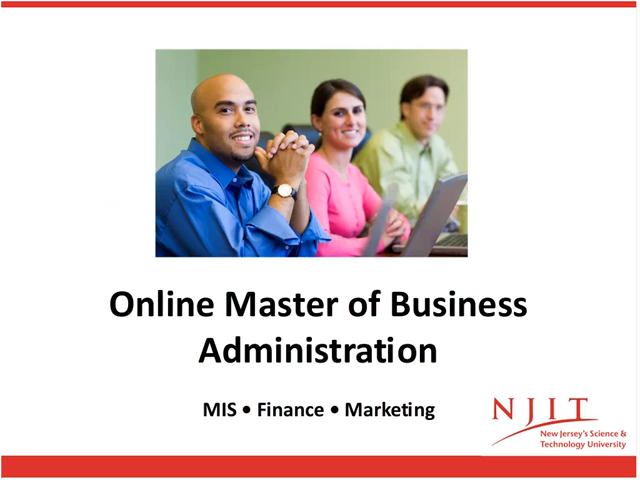 Online Master of Business
Administration
MIS • Finance • Marketing
NJIT
New Jersey's Science &
Technology University